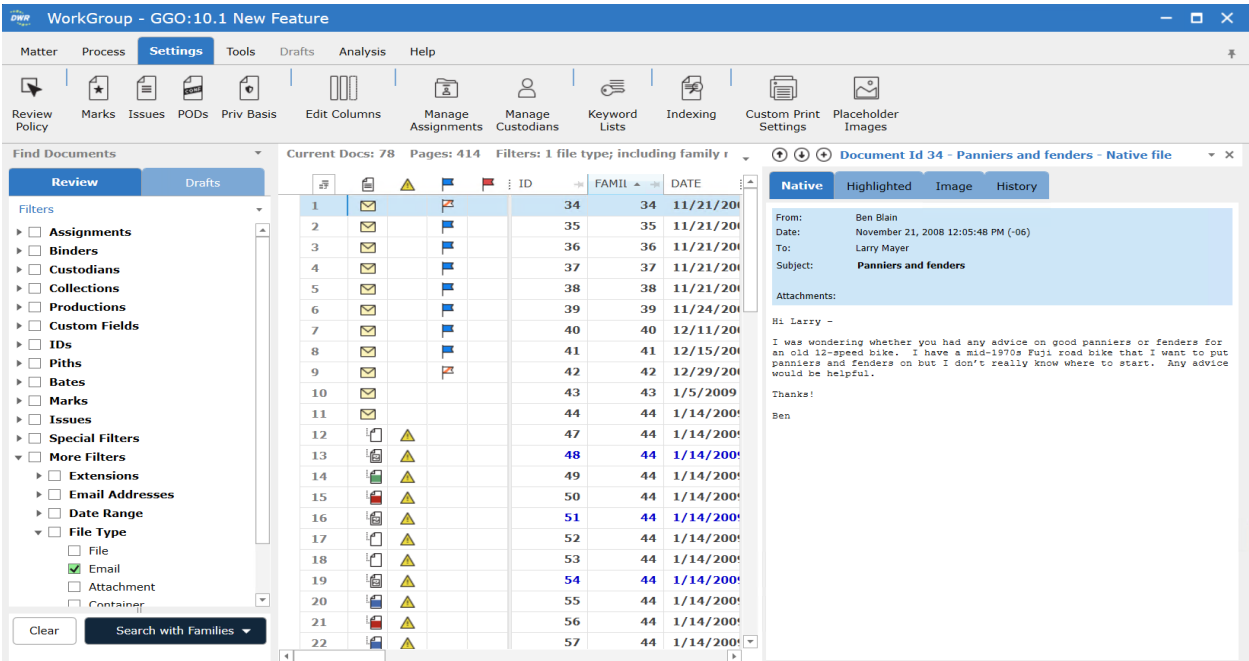 DWR WorkGroup - GGO:10.1 New Feature
Matter Process Settings Tools Drafts Analysis Help
Review Policy
Marks
Issues
PODs
Priv Basis
Edit Columns
Manage Assignments
Manage Custodians
Keyword Lists
Indexing
Custom Print Settings
Placeholder Images
Find Documents
Review Drafts
Filters
Assignments
Binders
Custodians
Collections
Productions
Custom Fields
IDs
Piths
Bates
Marks
Issues
Special Filters
More Filters
Extensions
Email Addresses
Date Range
File Type
File
Email
Attachment
Container
Clear Search with Families
Current Docs: 78 Pages: 414 Filters: 1 file type; including family r
ID FAMIL DATE
1 34 34 11/21/200
2 35 35 11/21/200
3 36 36 11/21/200
4 37 37 11/21/200
5 38 38 11/21/200
6 39 39 11/24/200
7 40 40 12/11/200
8 41 41 12/15/200
9 42 42 12/29/200
10 43 43 1/5/2009
11 44 44 1/14/2009
12 47 44 1/14/2009
13 48 44 1/14/2009
14 49 44 1/14/2009
15 50 44 1/14/2009
16 51 44 1/14/2009
17 52 44 1/14/2009
18 53 44 1/14/2009
19 54 44 1/14/2009
20 55 44 1/14/2009
21 56 44 1/14/2009
22 57 44 1/14/2009
Document Id 34 - Panniers and fenders - Native file
Native Highlighted Image History
From: Ben Blain
Date: November 21, 2008 12:05:48 PM (-06)
To: Larry Mayer
Subject: Panniers and fenders
Attachments:
Hi Larry -
I was wondering whether you had any advice on good panniers or fenders for
an old 12-speed bike. I have a mid-1970s Fuji road bike that I want to put
panniers and fenders on but I don't really know where to start. Any advice
would be helpful.
Thanks!
Ben